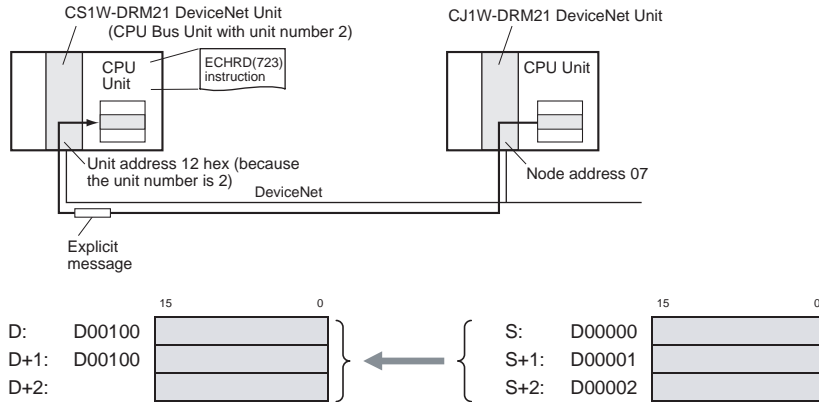 CS1W-DRM21 DeviceNet Unit
(CPU Bus Unit with unit number 2)
CJ1W-DRM21 DeviceNet Unit
CPU
Unit
ECHRD(723)
instruction
CPU Unit
Unit address 12 hex (because
the unit number is 2)
Node address 07
DeviceNet
Explicit
message
15 0
15 0
D: D00100
D+1: D00100
D+2:
S: D00000
S+1: D00001
S+2: D00002